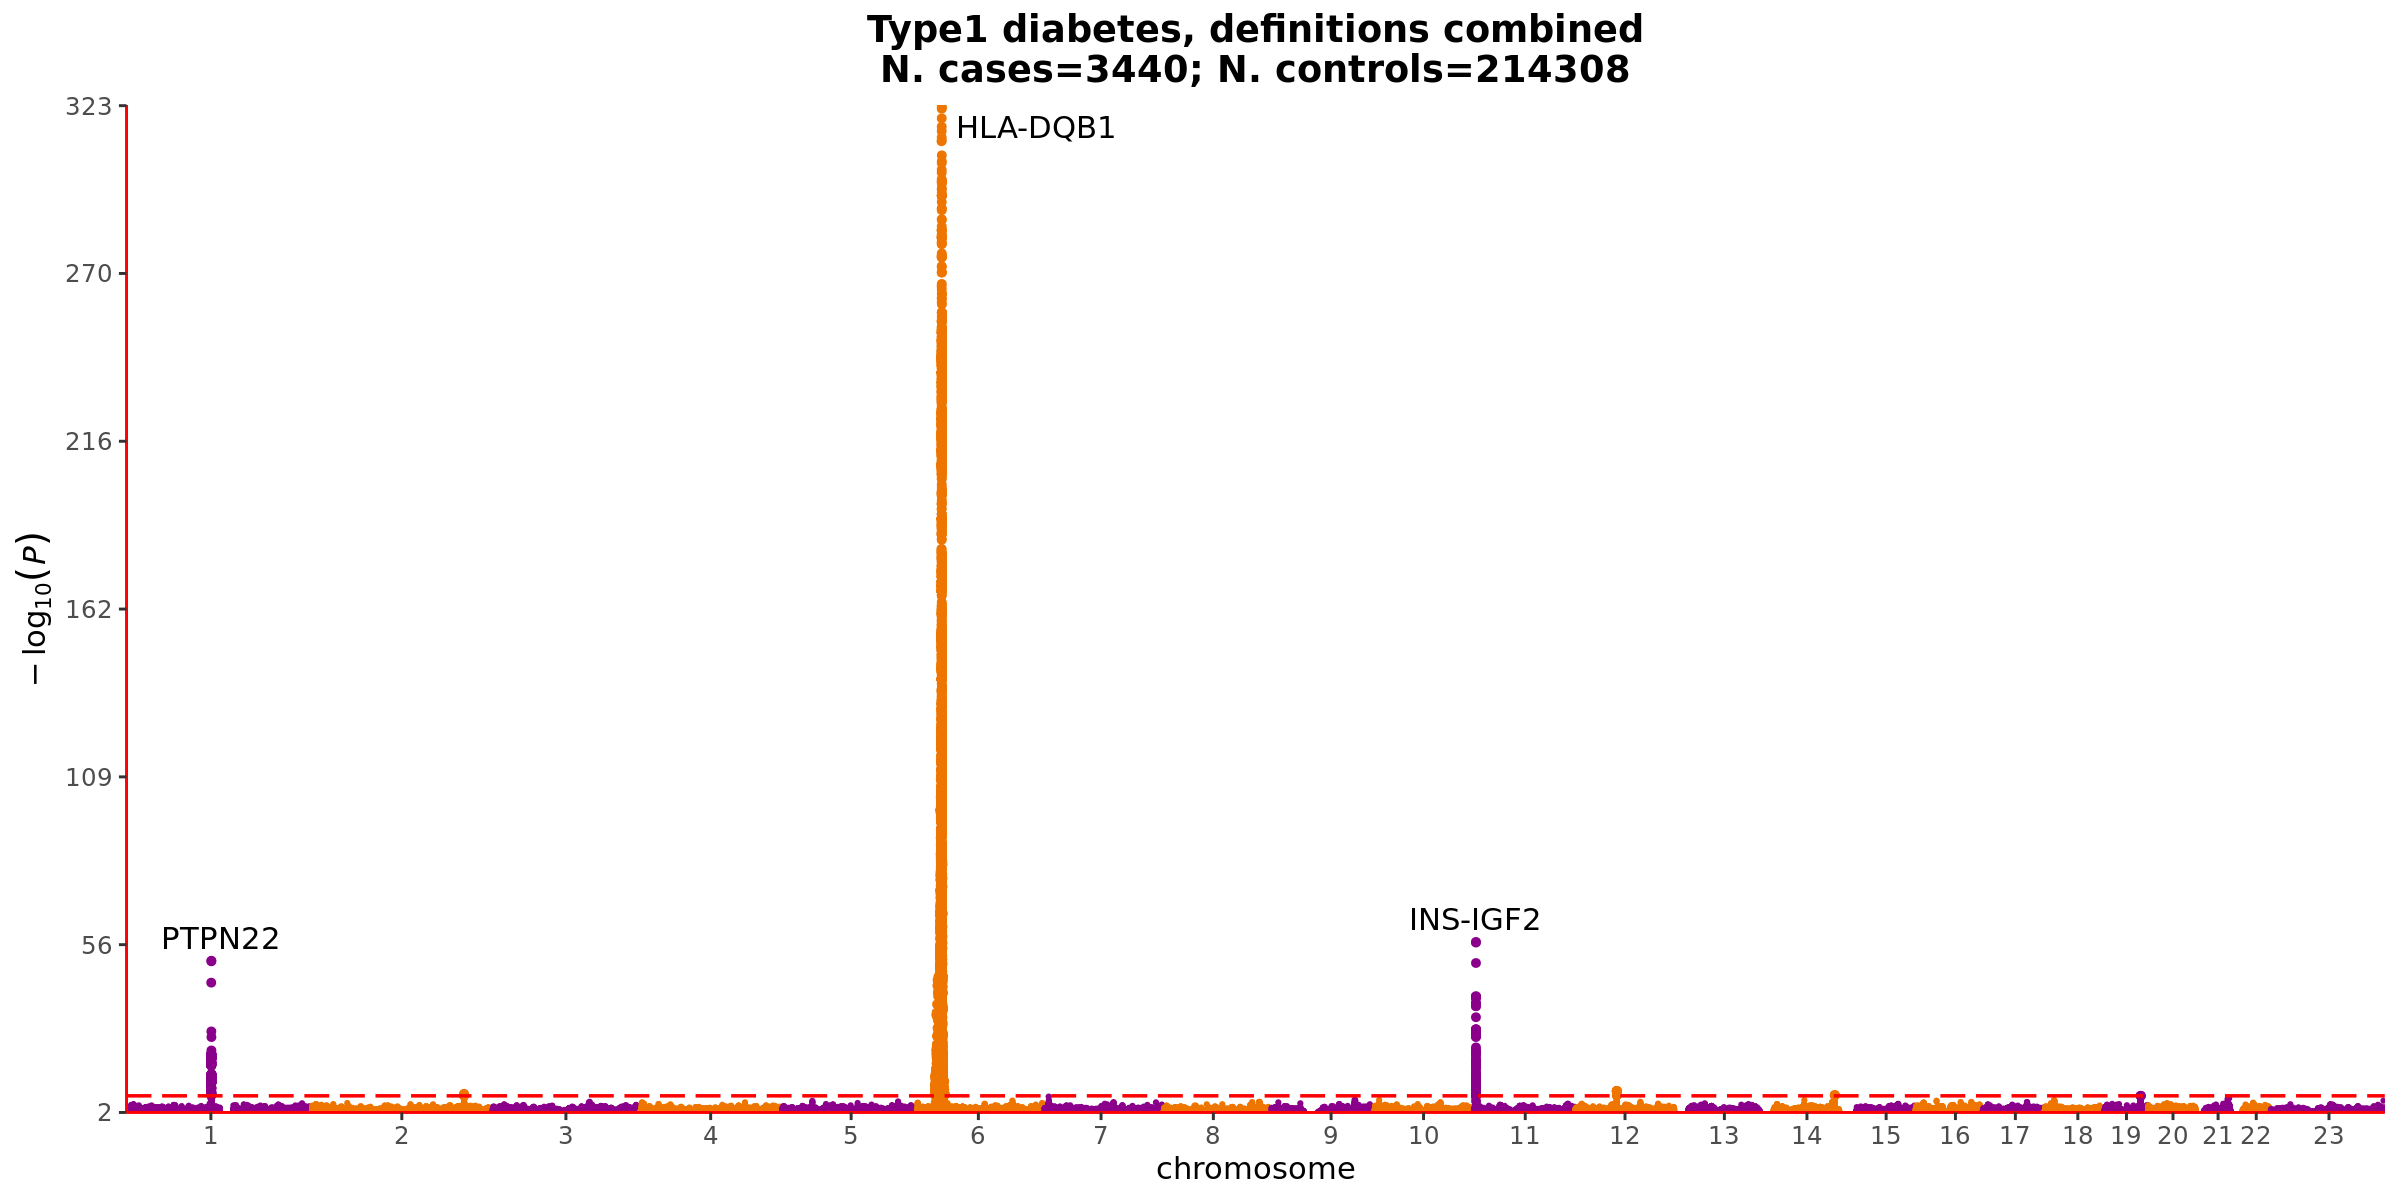 Type1 diabetes, definitions combined
N. cases=3440; N. controls=214308
323
HLA-DQB1
270
216
162
109
56
2
− log10(P)
PTPN22
INS-IGF2
1 2 3 4 5 6 7 8 9 10 11 12 13 14 15 16 17 18 19 20 21 22 23
chromosome